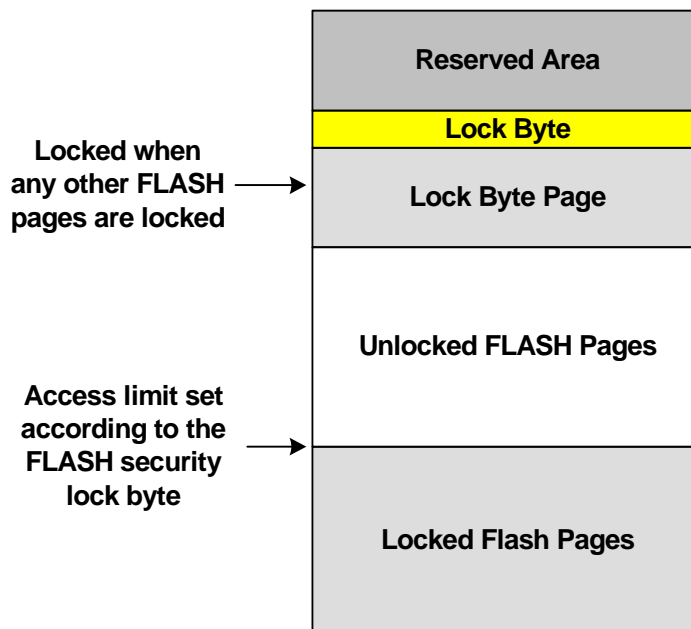 Reserved Area
Lock Byte
Locked when
any other FLASH
pages are locked
Lock Byte Page
Unlocked FLASH Pages
Access limit set
according to the
FLASH security
lock byte
Locked Flash Pages